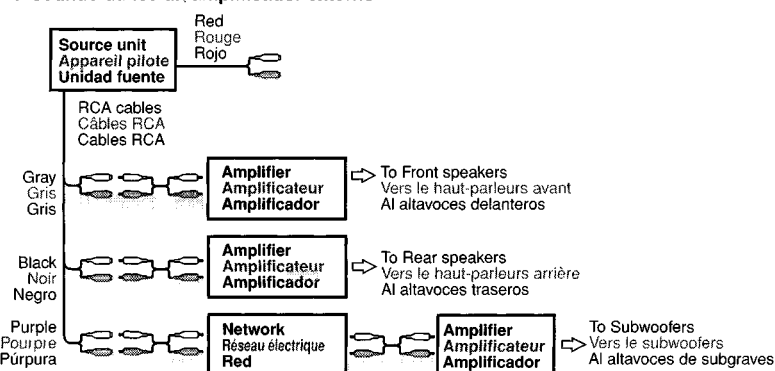 Red
Rouge
Rojo
Source unit
Appareil pilote
Unidad fuente
RCA cables
Câbles RCA
Cables RCA
Gray
Gris
Gris
Amplifier
Amplificateur
Amplificador
To Front speakers
Vers le haut-parleurs avant
Al altavoces delanteros
Black
Noir
Negro
Amplifier
Amplificateur
Amplificador
To Rear speakers
Vers le haut-parleurs arrière
Al altavoces traseros
Purple
Pourpre
Púrpura
Network
Réseau électrique
Red
Amplifier
Amplificateur
Amplificador
To Subwoofers
Vers le subwoofers
Al altavoces de subgraves